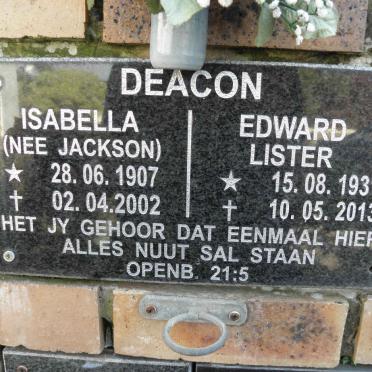 DEACON
ISABELLA
(NEE JACKSON)
★ 28.06.1907
† 02.04.2002
EDWARD
LISTER
★ 15.08.193
† 10.05.2013
HET JY GEHOOR DAT EENMAAL HIER
ALLES NUUT SAL STAAN
OPENB. 21:5